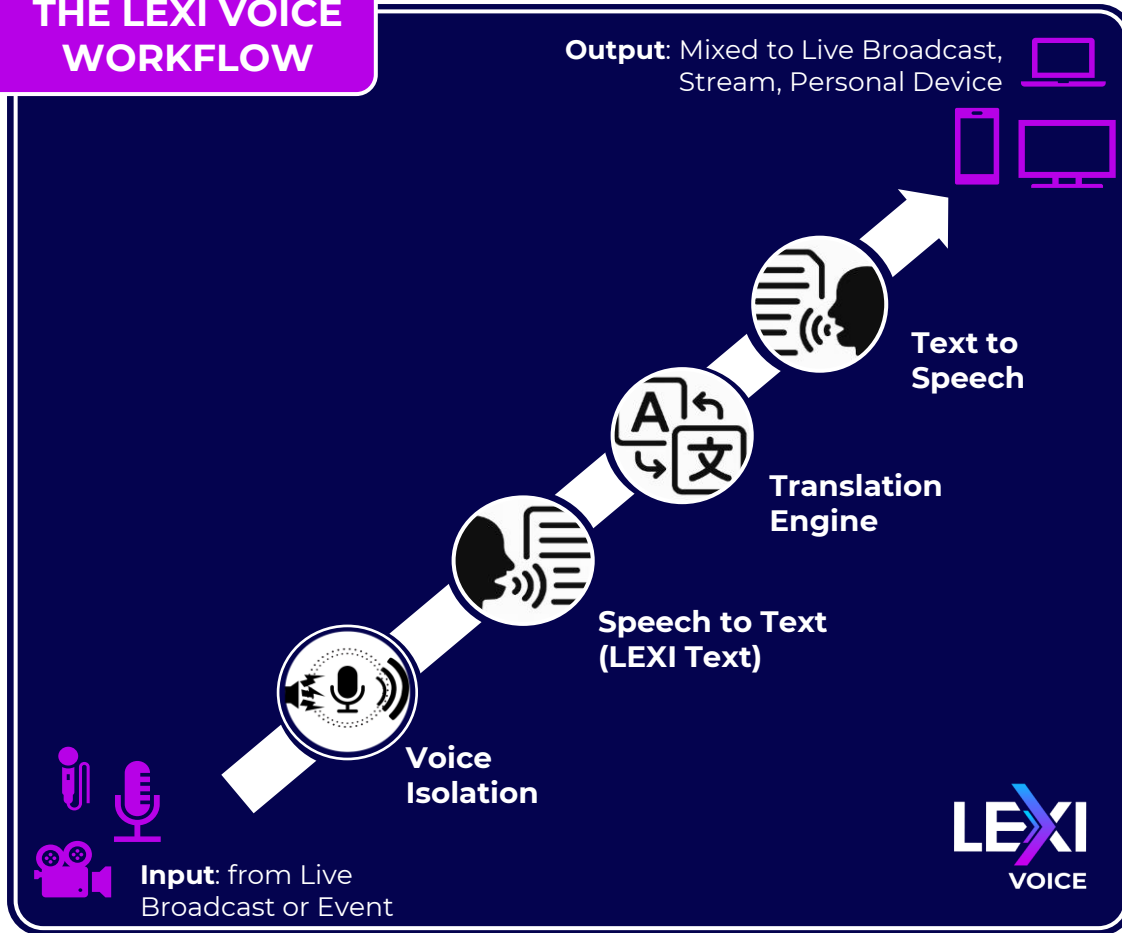 THE LEXI VOICE
WORKFLOW
Output: Mixed to Live Broadcast,
Stream, Personal Device
Text to
Speech
A
文
Translation
Engine
Speech to Text
(LEXI Text)
Voice
Isolation
Input: from Live
Broadcast or Event
LEXI
VOICE